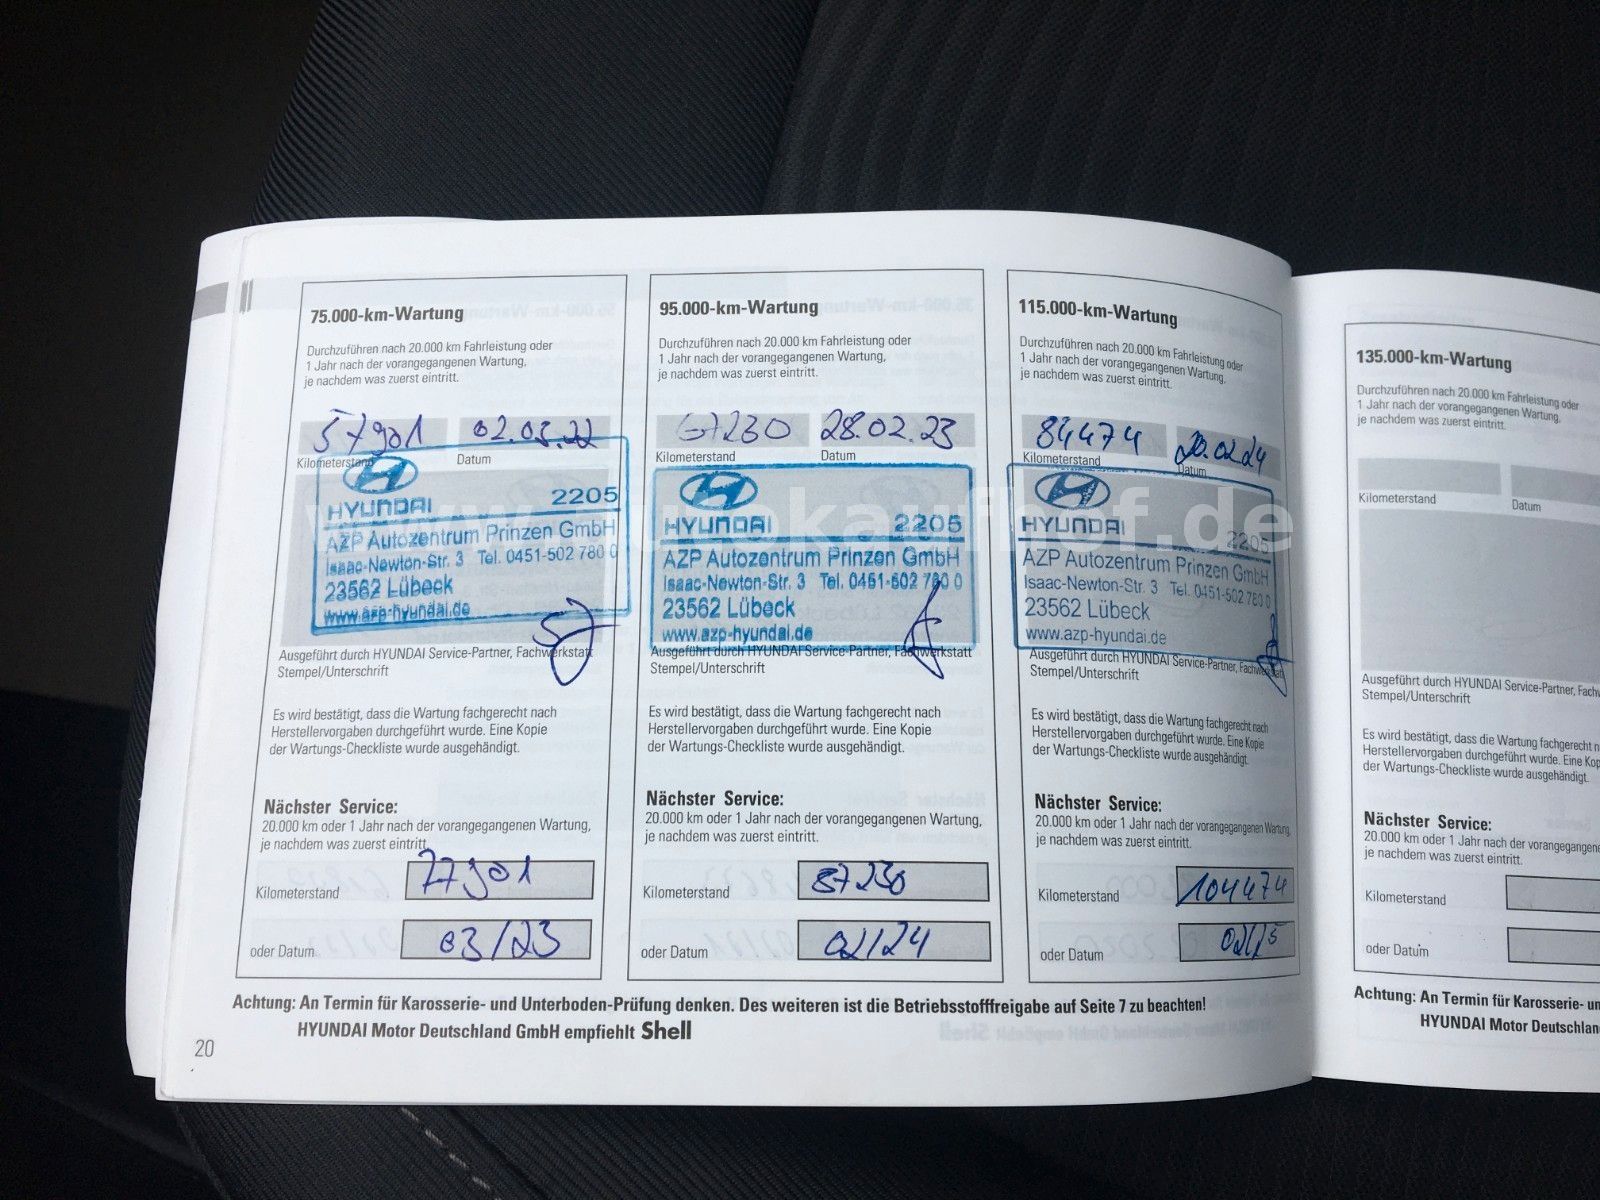 75.000-km-Wartung
Durchzuführen nach 20.000 km Fahrleistung oder
1 Jahr nach der vorangegangenen Wartung,
je nachdem was zuerst eintritt.
57901 02.03.22
Kilometerstand Datum
HYUNDAI 2205
AZP Autozentrum Prinzen GmbH
Isaac-Newton-Str. 3 Tel. 0451-502 780 0
23562 Lübeck
www.azp-hyundai.de
Ausgeführt durch HYUNDAI Service-Partner, Fachwerkstatt
Stempel/Unterschrift
Es wird bestätigt, dass die Wartung fachgerecht nach
Herstellervorgaben durchgeführt wurde. Eine Kopie
der Wartungs-Checkliste wurde ausgehändigt.
Nächster Service:
20.000 km oder 1 Jahr nach der vorangegangenen Wartung,
je nachdem was zuerst eintritt.
Kilometerstand 77901
oder Datum 03/23
95.000-km-Wartung
Durchzuführen nach 20.000 km Fahrleistung oder
1 Jahr nach der vorangegangenen Wartung,
je nachdem was zuerst eintritt.
67230 28.02.23
Kilometerstand Datum
HYUNDAI 2205
AZP Autozentrum Prinzen GmbH
Isaac-Newton-Str. 3 Tel. 0451-502 780 0
23562 Lübeck
www.azp-hyundai.de
Ausgeführt durch HYUNDAI Service-Partner, Fachwerkstatt
Stempel/Unterschrift
Es wird bestätigt, dass die Wartung fachgerecht nach
Herstellervorgaben durchgeführt wurde. Eine Kopie
der Wartungs-Checkliste wurde ausgehändigt.
Nächster Service:
20.000 km oder 1 Jahr nach der vorangegangenen Wartung,
je nachdem was zuerst eintritt.
Kilometerstand 87230
oder Datum 02/24
115.000-km-Wartung
Durchzuführen nach 20.000 km Fahrleistung oder
1 Jahr nach der vorangegangenen Wartung,
je nachdem was zuerst eintritt.
84474 20.02.24
Kilometerstand Datum
HYUNDAI 2205
AZP Autozentrum Prinzen GmbH
Isaac-Newton-Str. 3 Tel. 0451-502 780 0
23562 Lübeck
www.azp-hyundai.de
Ausgeführt durch HYUNDAI Service-Partner, Fachwerkstatt
Stempel/Unterschrift
Es wird bestätigt, dass die Wartung fachgerecht nach
Herstellervorgaben durchgeführt wurde. Eine Kopie
der Wartungs-Checkliste wurde ausgehändigt.
Nächster Service:
20.000 km oder 1 Jahr nach der vorangegangenen Wartung,
je nachdem was zuerst eintritt.
Kilometerstand 104474
oder Datum 02/25
Achtung: An Termin für Karosserie- und Unterboden-Prüfung denken. Des weiteren ist die Betriebsstofffreigabe auf Seite 7 zu beachten!
HYUNDAI Motor Deutschland GmbH empfiehlt Shell
20
135.000-km-Wartung
Durchzuführen nach 20.000 km Fahrleistung oder
1 Jahr nach der vorangegangenen Wartung,
je nachdem was zuerst eintritt.
Kilometerstand Datum
Ausgeführt durch HYUNDAI Service-Partner,
Stempel/Unterschrift
Es wird bestätigt, dass die Wartung fachgerecht
Herstellervorgaben durchgeführt wurde. Eine
der Wartungs-Checkliste wurde ausgehändigt.
Nächster Service:
20.000 km oder 1 Jahr nach der vorangegangenen
je nachdem was zuerst eintritt.
Kilometerstand
oder Datum
Achtung: An Termin für Karosserie-
HYUNDAI Motor Deutschland